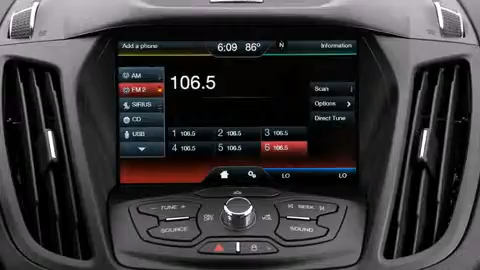 Add a phone 6:09 86° N Information
AM
106.5
FM 2
Scan
SIRIUS
Options >
CD
Direct Tune
USB
1 106.5 2 106.5 3 106.5
4 106.5 5 106.5 6 106.5
LO LO
- TUNE +
SEEK
SOURCE
SOUND